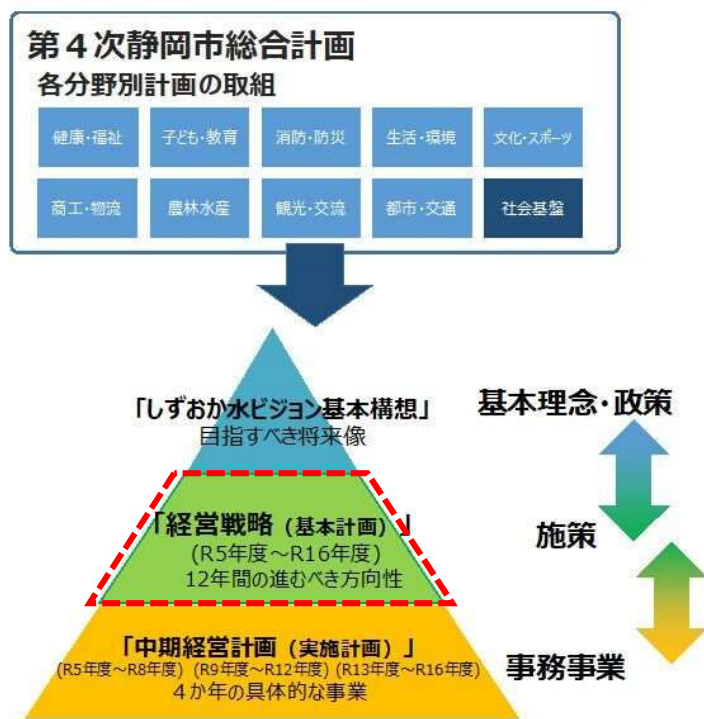 第４次静岡市総合計画
各分野別計画の取組
健康・福祉
子ども・教育
消防・防災
生活・環境
文化・スポーツ
商工・物流
農林水産
観光・交流
都市・交通
社会基盤
「しずおか水ビジョン基本構想」
目指すべき将来像
基本理念・政策
「経営戦略（基本計画）」
(R5年度～R16年度)
12年間の進むべき方向性
施策
「中期経営計画（実施計画）」
(R5年度～R8年度) (R9年度～R12年度) (R13年度～R16年度)
４か年の具体的な事業
事務事業